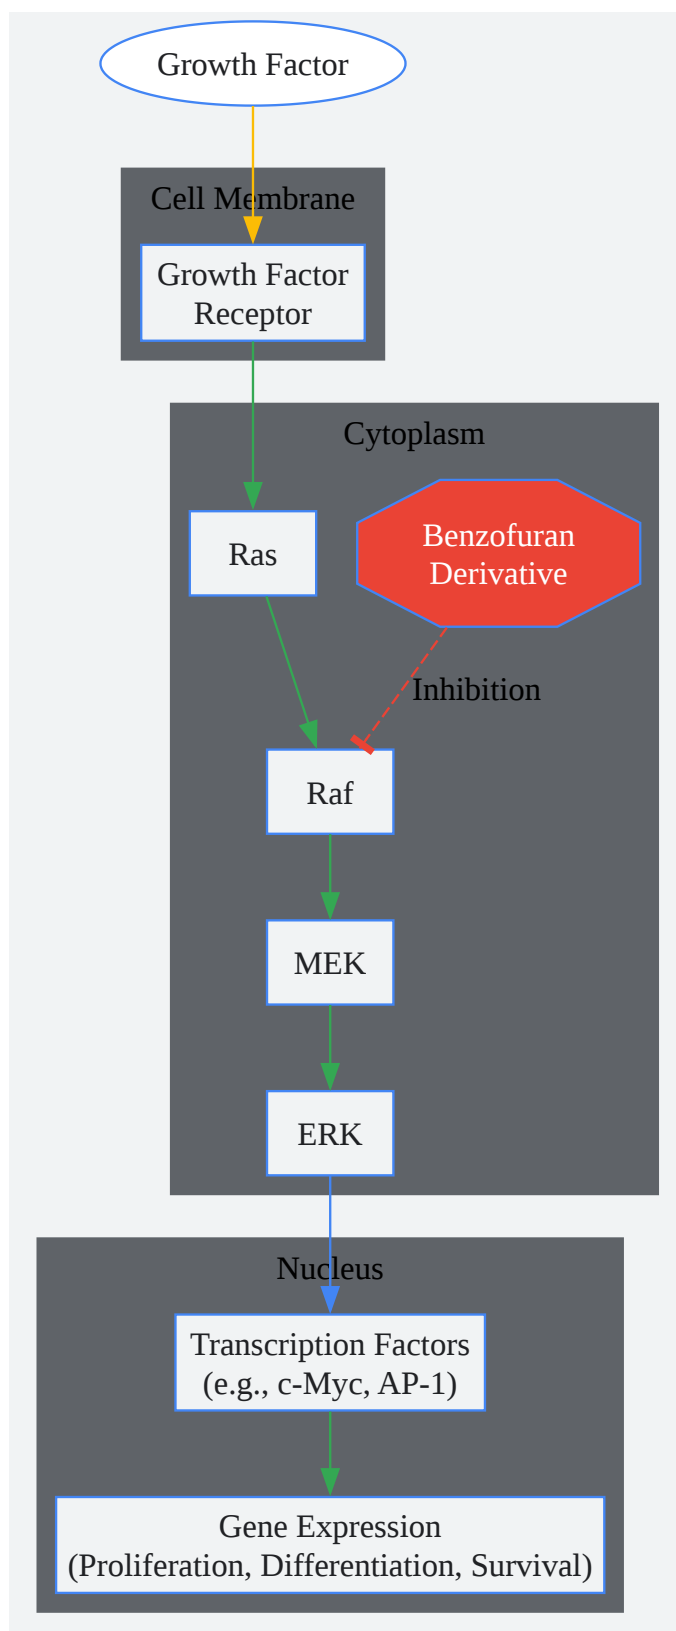 Growth Factor
Cell Membrane
Growth Factor
Receptor
Cytoplasm
Ras
Benzofuran
Derivative
Inhibition
Raf
MEK
ERK
Nucleus
Transcription Factors
(e.g., c-Myc, AP-1)
Gene Expression
(Proliferation, Differentiation, Survival)